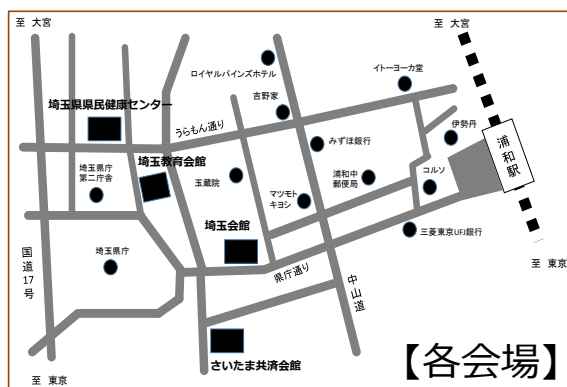 至 大宮
至 大宮
ロイヤルパインズホテル
イトーヨーカ堂
吉野家
埼玉県県民健康センター
うらもん通り
伊勢丹
浦和駅
みずほ銀行
埼玉教育会館
埼玉県庁
第二庁舎
玉蔵院
浦和中
郵便局
コルソ
マツモト
キヨシ
埼玉会館
三菱東京UFJ銀行
埼玉県庁
国道17号
県庁通り
中山道
至 東京
さいたま共済会館
【各会場】
至 東京